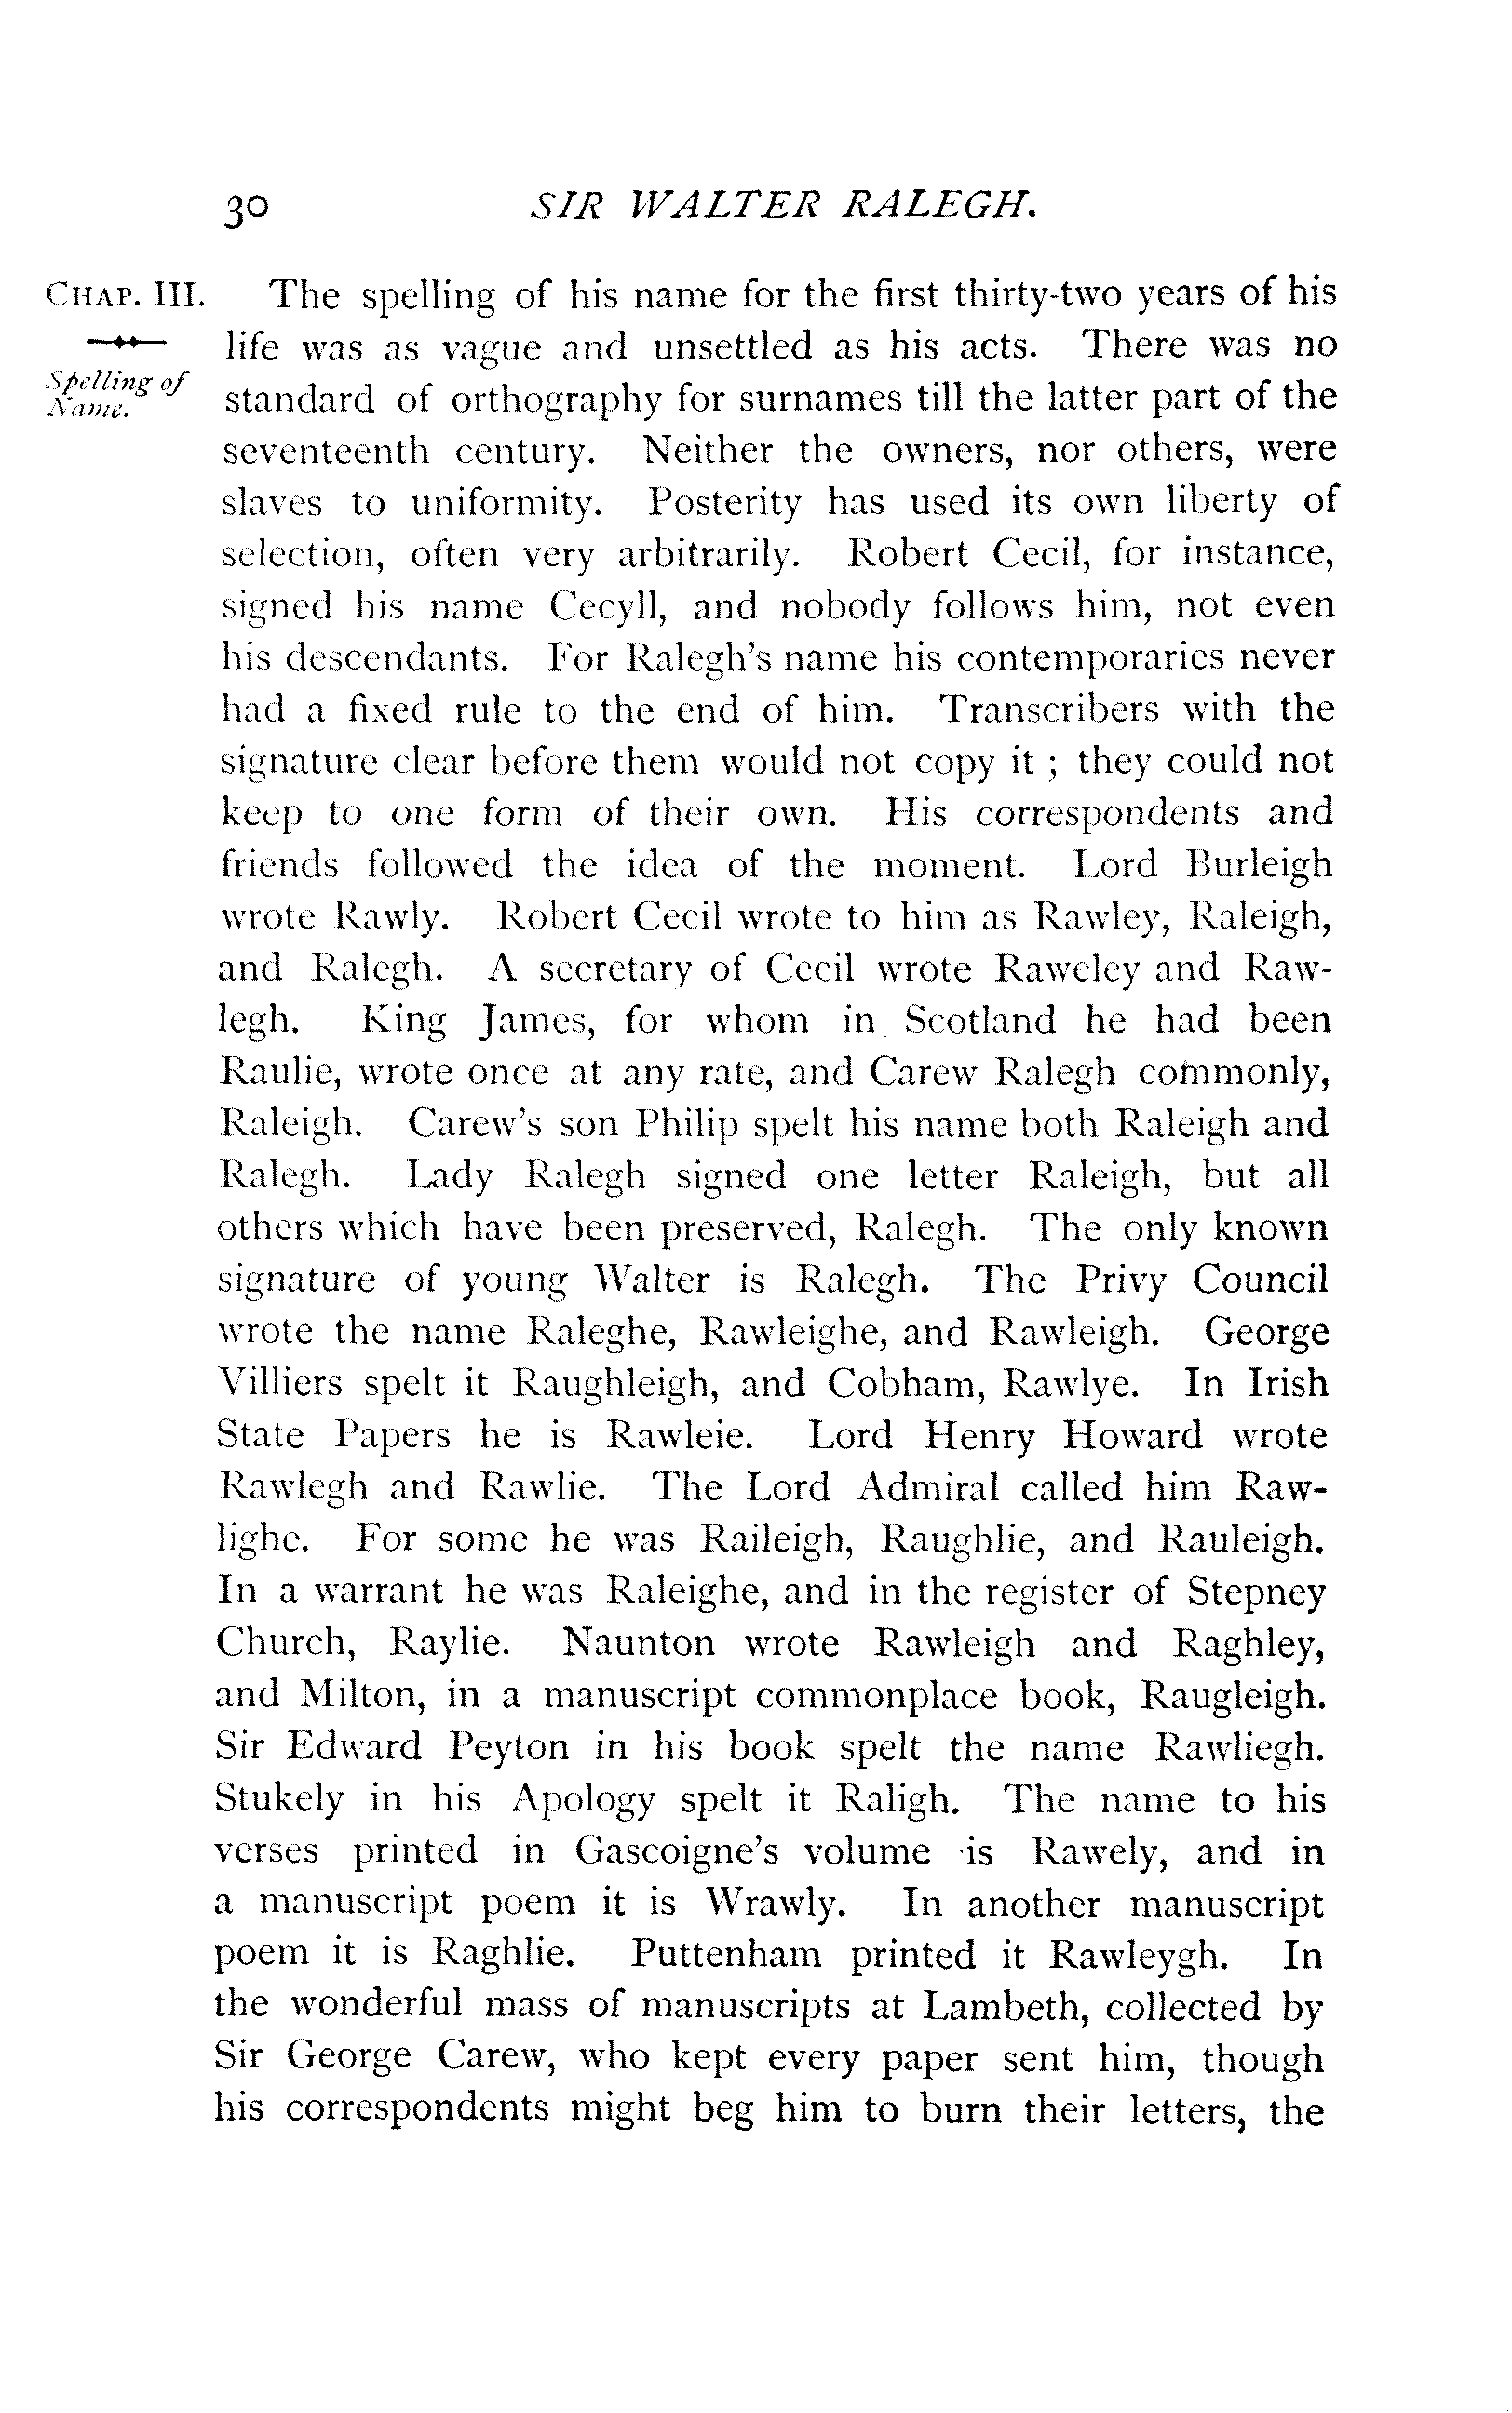 30 SIR WALTER RALEGH.
CHAP. III.
Spelling of
Name.
The spelling of his name for the first thirty-two years of his
life was as vague and unsettled as his acts. There was no
standard of orthography for surnames till the latter part of the
seventeenth century. Neither the owners, nor others, were
slaves to uniformity. Posterity has used its own liberty of
selection, often very arbitrarily. Robert Cecil, for instance,
signed his name Cecyll, and nobody follows him, not even
his descendants. For Ralegh's name his contemporaries never
had a fixed rule to the end of him. Transcribers with the
signature clear before them would not copy it ; they could not
keep to one form of their own. His correspondents and
friends followed the idea of the moment. Lord Burleigh
wrote Rawly. Robert Cecil wrote to him as Rawley, Raleigh,
and Ralegh. A secretary of Cecil wrote Raweley and Raw-
legh. King James, for whom in Scotland he had been
Raulie, wrote once at any rate, and Carew Ralegh commonly,
Raleigh. Carew's son Philip spelt his name both Raleigh and
Ralegh. Lady Ralegh signed one letter Raleigh, but all
others which have been preserved, Ralegh. The only known
signature of young Walter is Ralegh. The Privy Council
wrote the name Raleghe, Rawleighe, and Rawleigh. George
Villiers spelt it Raughleigh, and Cobham, Rawlye. In Irish
State Papers he is Rawleie. Lord Henry Howard wrote
Rawlegh and Rawlie. The Lord Admiral called him Raw-
lighe. For some he was Raileigh, Raughlie, and Rauleigh.
In a warrant he was Raleighe, and in the register of Stepney
Church, Raylie. Naunton wrote Rawleigh and Raghley,
and Milton, in a manuscript commonplace book, Raugleigh.
Sir Edward Peyton in his book spelt the name Rawliegh.
Stukely in his Apology spelt it Raligh. The name to his
verses printed in Gascoigne's volume is Rawely, and in
a manuscript poem it is Wrawly. In another manuscript
poem it is Raghlie. Puttenham printed it Rawleygh. In
the wonderful mass of manuscripts at Lambeth, collected by
Sir George Carew, who kept every paper sent him, though
his correspondents might beg him to burn their letters, the